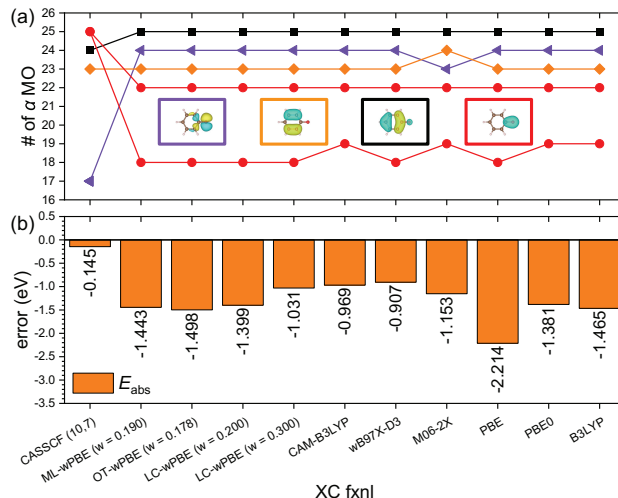 (a)
# of α MO
26
25
24
23
22
21
20
19
18
17
16
(b)
error (eV)
0.5
0.0
-0.5
-1.0
-1.5
-2.0
-2.5
-3.0
-3.5
-0.145
-1.443
-1.498
-1.399
-1.031
-0.969
-0.907
-1.153
-2.214
-1.381
-1.465
E_abs
CASSCF (10,7)
ML-wPBE (w = 0.190)
OT-wPBE (w = 0.178)
LC-wPBE (w = 0.200)
LC-wPBE (w = 0.300)
CAM-B3LYP
wB97X-D3
M06-2X
PBE
PBE0
B3LYP
XC fxnl